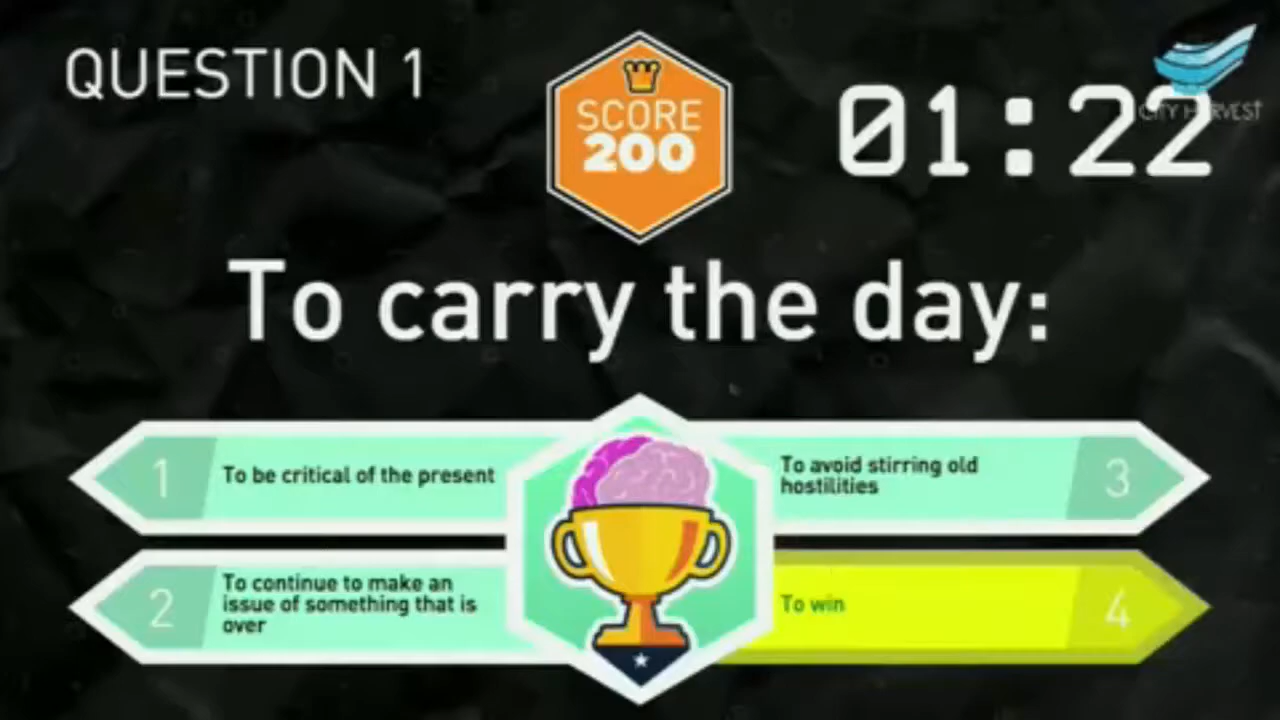 QUESTION 1
SCORE
200
01:22
CITY HARVEST
To carry the day:
1
To be critical of the present
2
To continue to make an
issue of something that is
over
To avoid stirring old
hostilities
3
To win
4